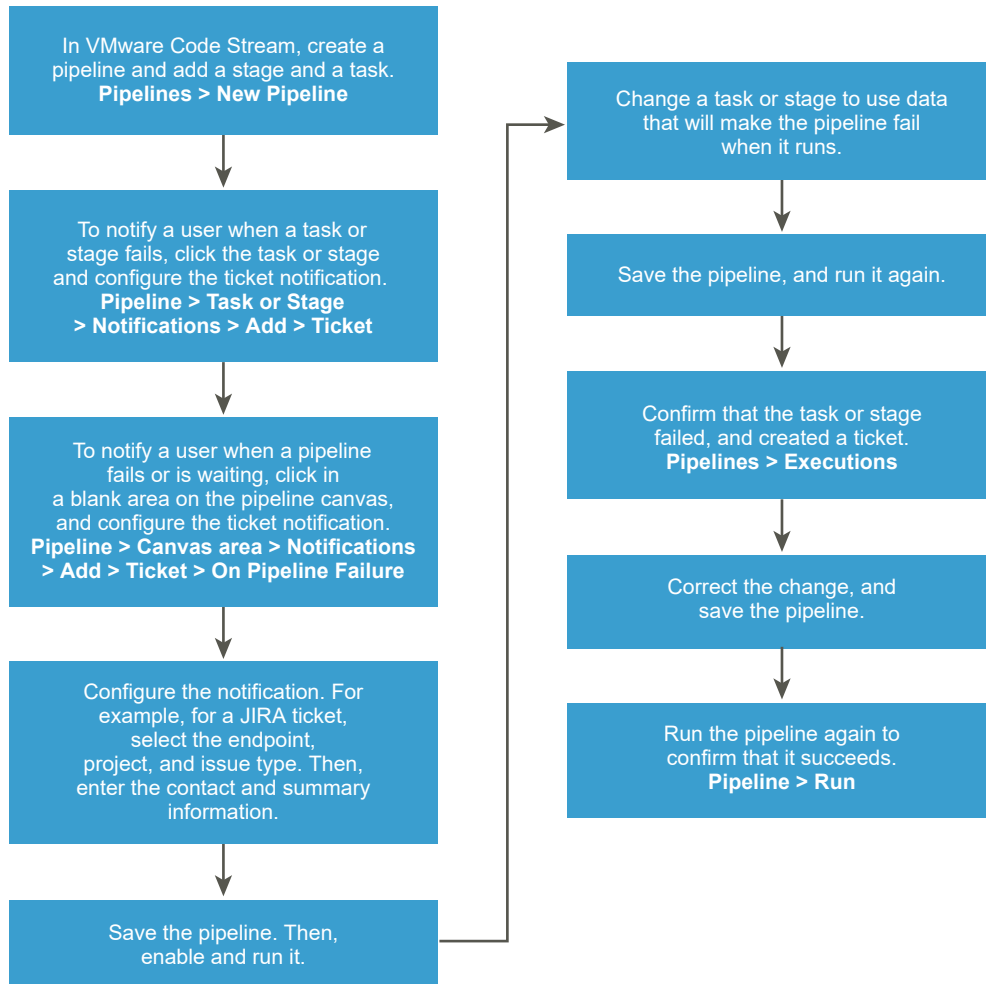 In VMware Code Stream, create a
pipeline and add a stage and a task.
Pipelines > New Pipeline
To notify a user when a task or
stage fails, click the task or stage
and configure the ticket notification.
Pipeline > Task or Stage
> Notifications > Add > Ticket
To notify a user when a pipeline
fails or is waiting, click in
a blank area on the pipeline canvas,
and configure the ticket notification.
Pipeline > Canvas area > Notifications
> Add > Ticket > On Pipeline Failure
Configure the notification. For
example, for a JIRA ticket,
select the endpoint,
project, and issue type. Then,
enter the contact and summary
information.
Save the pipeline. Then,
enable and run it.
Change a task or stage to use data
that will make the pipeline fail
when it runs.
Save the pipeline, and run it again.
Confirm that the task or stage
failed, and created a ticket.
Pipelines > Executions
Correct the change, and
save the pipeline.
Run the pipeline again to
confirm that it succeeds.
Pipeline > Run